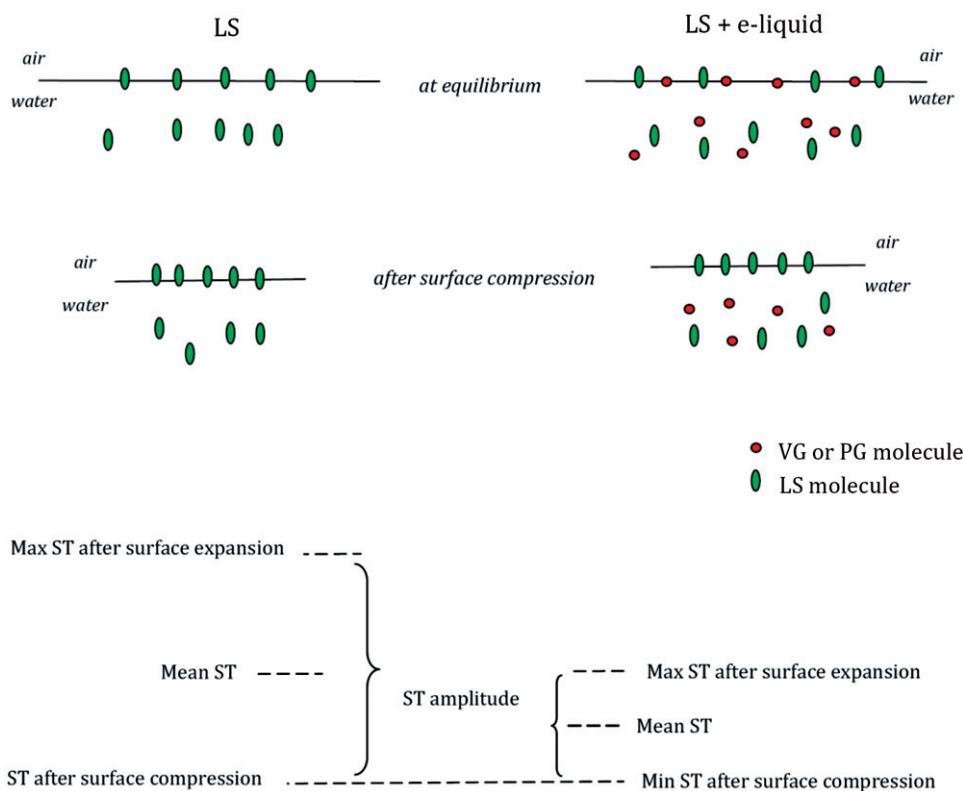 LS
LS + e-liquid
air
water
at equilibrium
air
water
air
water
after surface compression
air
water
VG or PG molecule
LS molecule
Max ST after surface expansion
Mean ST
ST amplitude
Max ST after surface expansion
Mean ST
ST after surface compression
Min ST after surface compression